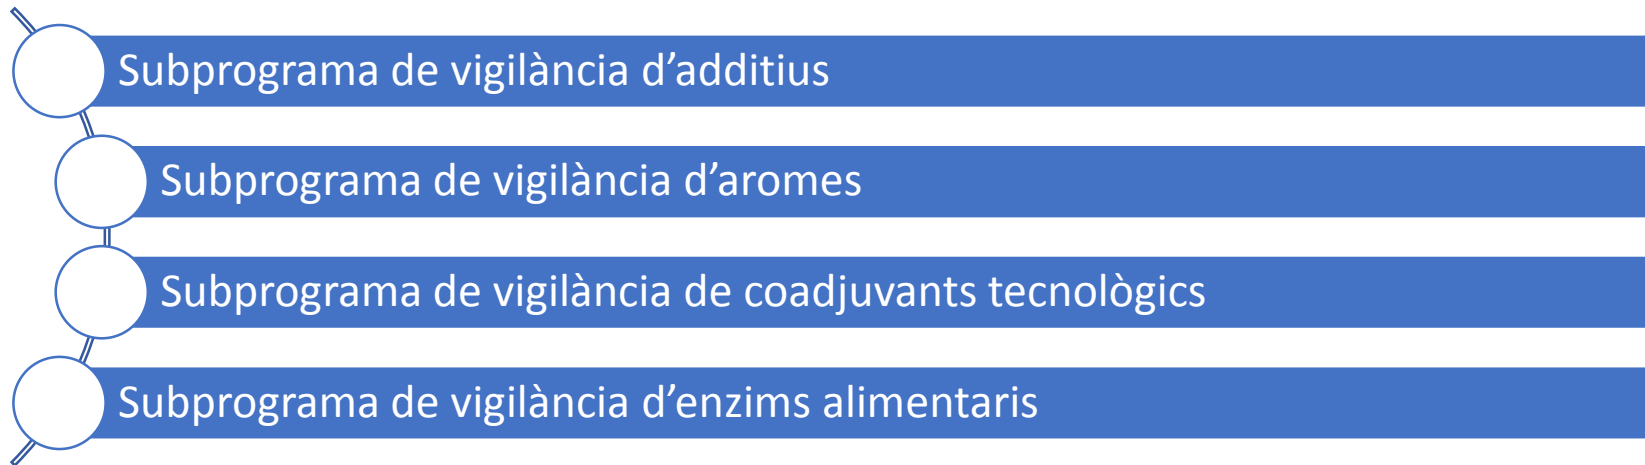 Subprograma de vigilància d’additius
Subprograma de vigilància d’aromes
Subprograma de vigilància de coadjuvants tecnològics
Subprograma de vigilància d’enzims alimentaris